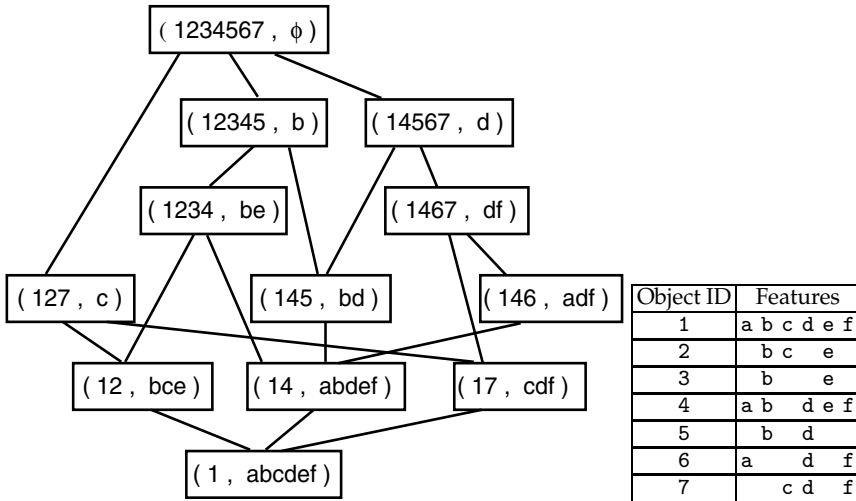 ( 1234567 , ϕ )
( 12345 , b )
( 14567 , d )
( 1234 , be )
( 1467 , df )
( 127 , c )
( 145 , bd )
( 146 , adf )
( 12 , bce )
( 14 , abdef )
( 17 , cdf )
( 1 , abcdef )
Object ID Features
1 a b c d e f
2 b c e
3 b e
4 a b d e f
5 b d
6 a d f
7 c d f